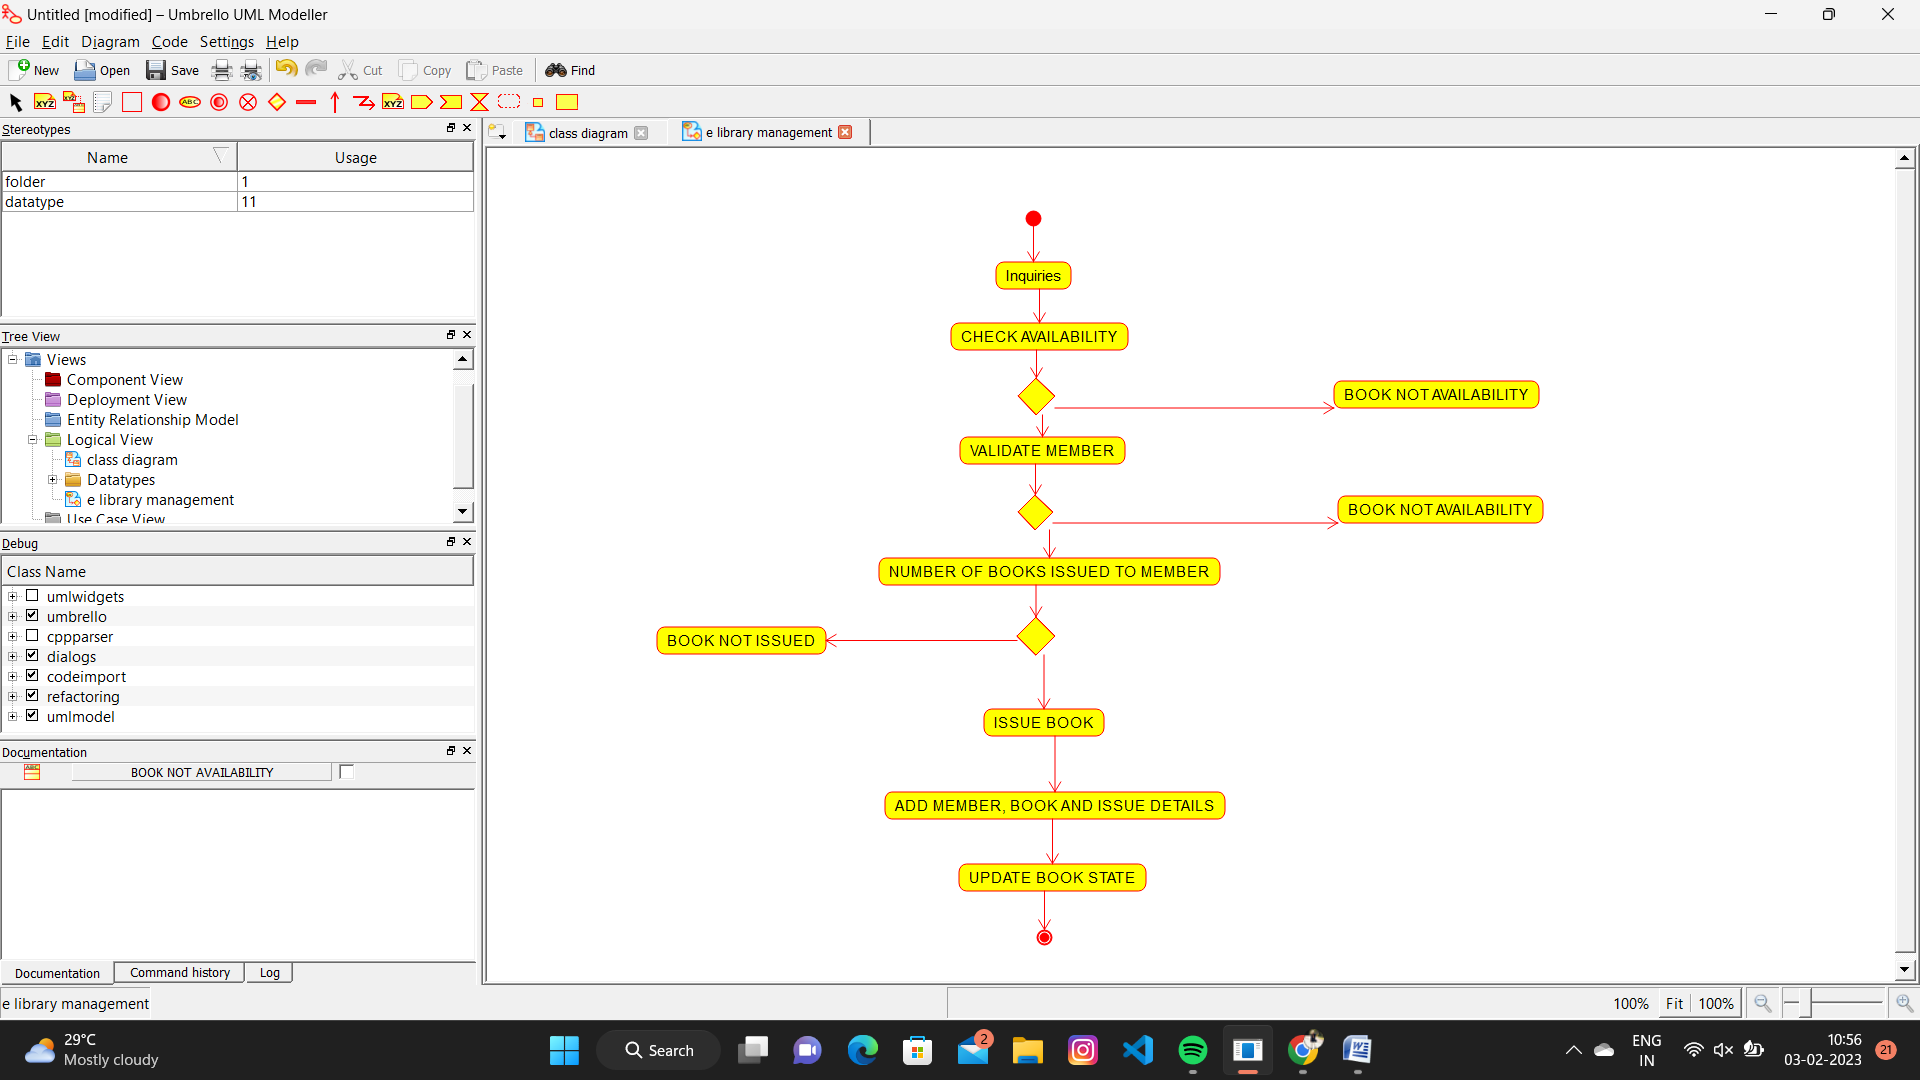 Untitled [modified] – Umbrello UML Modeller
File Edit Diagram Code Settings Help
New Open Save Cut Copy Paste Find
XYZ XYZ ABC XYZ
Stereotypes
Name Usage
folder 1
datatype 11
Tree View
Views
Component View
Deployment View
Entity Relationship Model
Logical View
class diagram
Datatypes
e library management
Use Case View
Debug
Class Name
umlwidgets
umbrello
cppparser
dialogs
codeimport
refactoring
umlmodel
Documentation
ABC BOOK NOT AVAILABILITY
Documentation Command history Log
class diagram e library management
Inquiries
CHECK AVAILABILITY
BOOK NOT AVAILABILITY
VALIDATE MEMBER
BOOK NOT AVAILABILITY
NUMBER OF BOOKS ISSUED TO MEMBER
BOOK NOT ISSUED
ISSUE BOOK
ADD MEMBER, BOOK AND ISSUE DETAILS
UPDATE BOOK STATE
e library management 100% Fit 100%
29°C
Mostly cloudy
Search
2
ENG
IN
10:56
03-02-2023
21